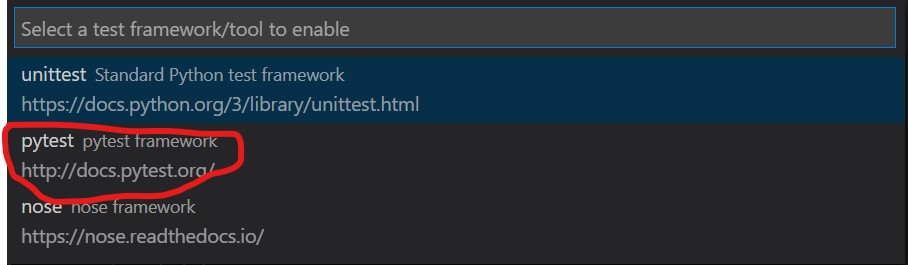 Select a test framework/tool to enable
unittest Standard Python test framework
https://docs.python.org/3/library/unittest.html
pytest pytest framework
http://docs.pytest.org/
nose nose framework
https://nose.readthedocs.io/